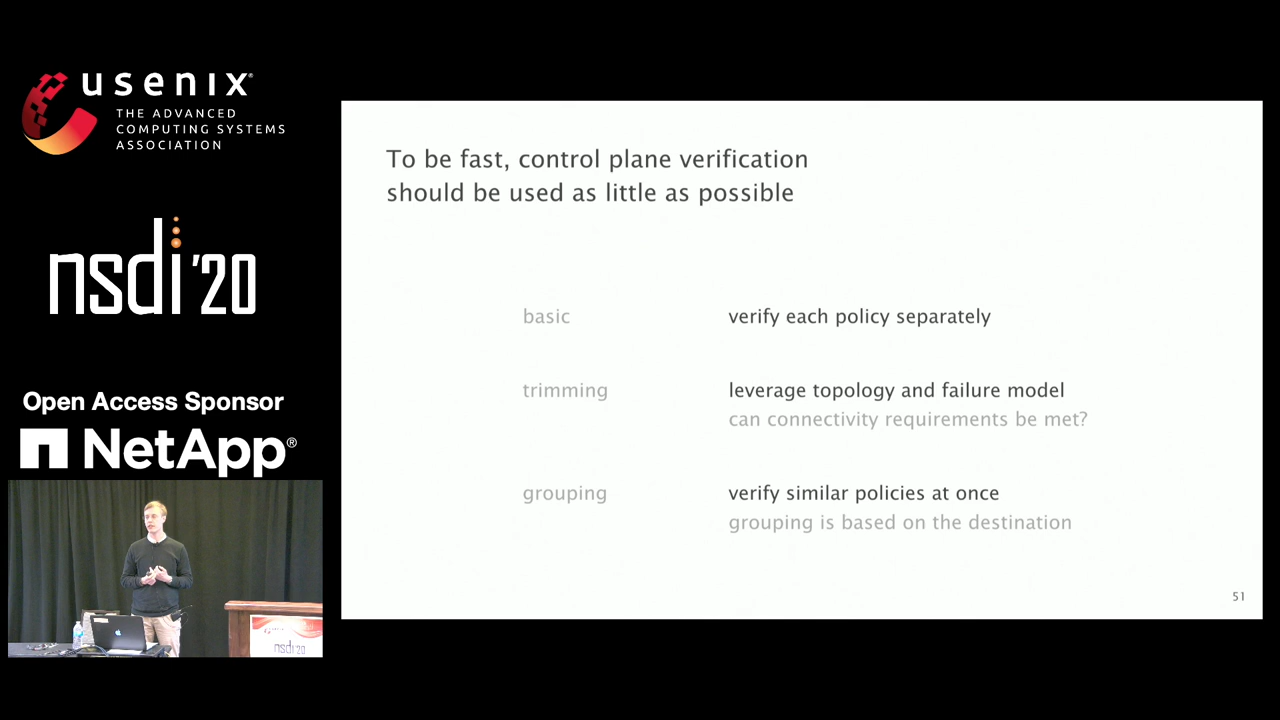 usenix®
THE ADVANCED
COMPUTING SYSTEMS
ASSOCIATION
nsdi '20
Open Access Sponsor
NetApp®
nsdi '20
To be fast, control plane verification
should be used as little as possible
basic
verify each policy separately
trimming
leverage topology and failure model
can connectivity requirements be met?
grouping
verify similar policies at once
grouping is based on the destination
51